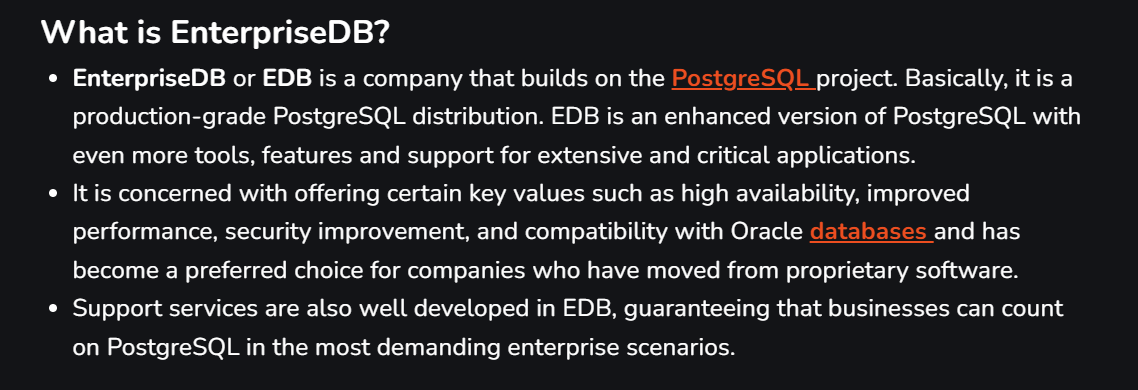 What is EnterpriseDB?
• EnterpriseDB or EDB is a company that builds on the PostgreSQL project. Basically, it is a
production-grade PostgreSQL distribution. EDB is an enhanced version of PostgreSQL with
even more tools, features and support for extensive and critical applications.
• It is concerned with offering certain key values such as high availability, improved
performance, security improvement, and compatibility with Oracle databases and has
become a preferred choice for companies who have moved from proprietary software.
• Support services are also well developed in EDB, guaranteeing that businesses can count
on PostgreSQL in the most demanding enterprise scenarios.